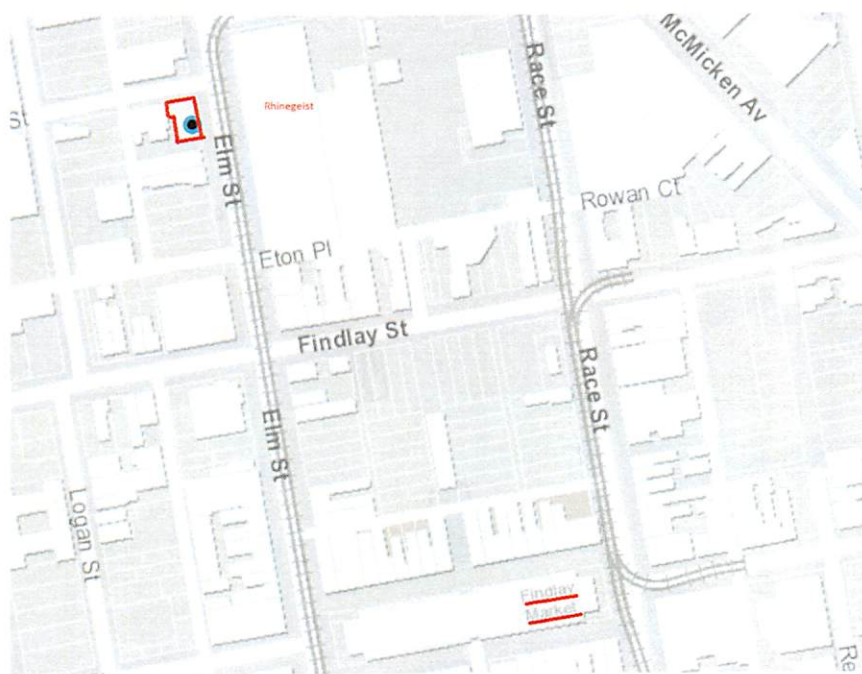 McMicken Av
Race St
Rhinegeist
St
Elm St
Rowan Ct
Eton Pl
Findlay St
Race St
Elm St
Logan St
Findlay
Market
Re